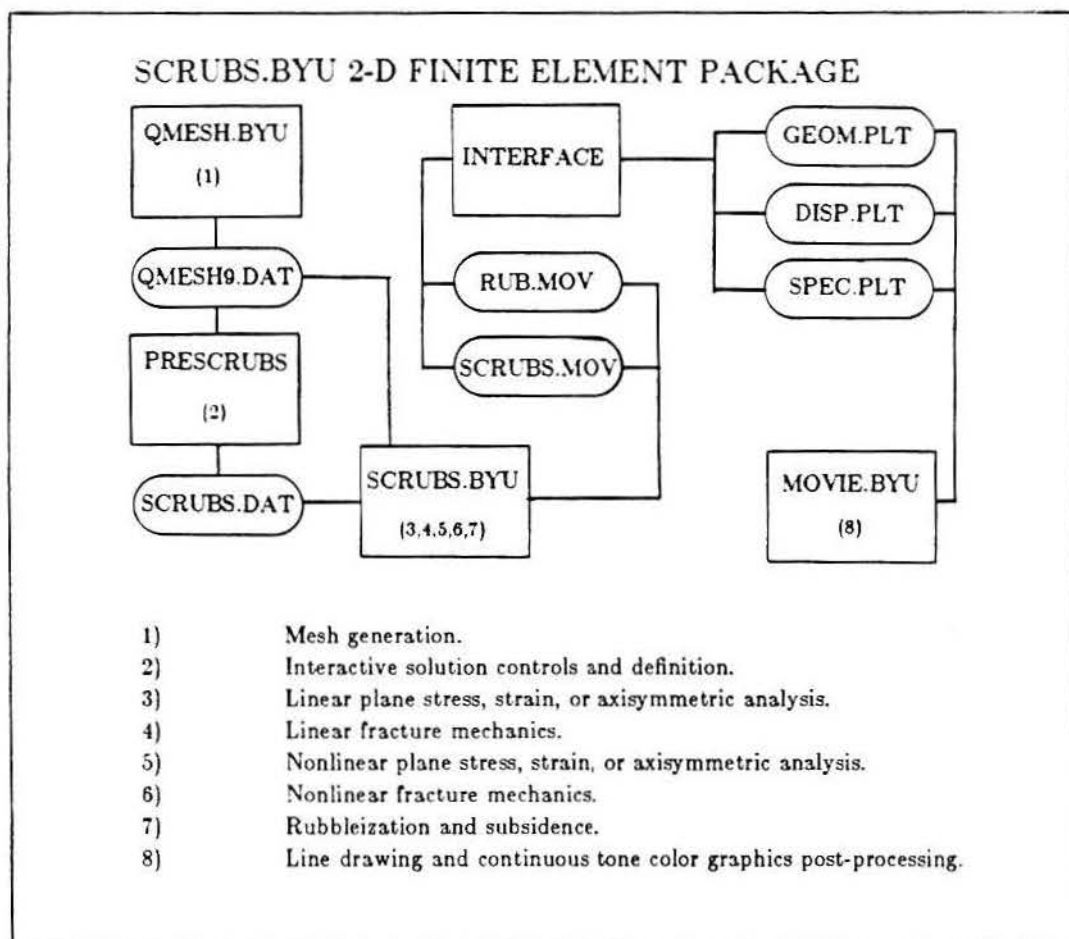 SCRUBS.BYU 2-D FINITE ELEMENT PACKAGE
QMESH.BYU
(1)
QMESH9.DAT
PRESCRUBS
(2)
SCRUBS.DAT
INTERFACE
RUB.MOV
SCRUBS.MOV
SCRUBS.BYU
(3,4,5,6,7)
GEOM.PLT
DISP.PLT
SPEC.PLT
MOVIE.BYU
(8)
1) Mesh generation.
2) Interactive solution controls and definition.
3) Linear plane stress, strain, or axisymmetric analysis.
4) Linear fracture mechanics.
5) Nonlinear plane stress, strain, or axisymmetric analysis.
6) Nonlinear fracture mechanics.
7) Rubbleization and subsidence.
8) Line drawing and continuous tone color graphics post-processing.